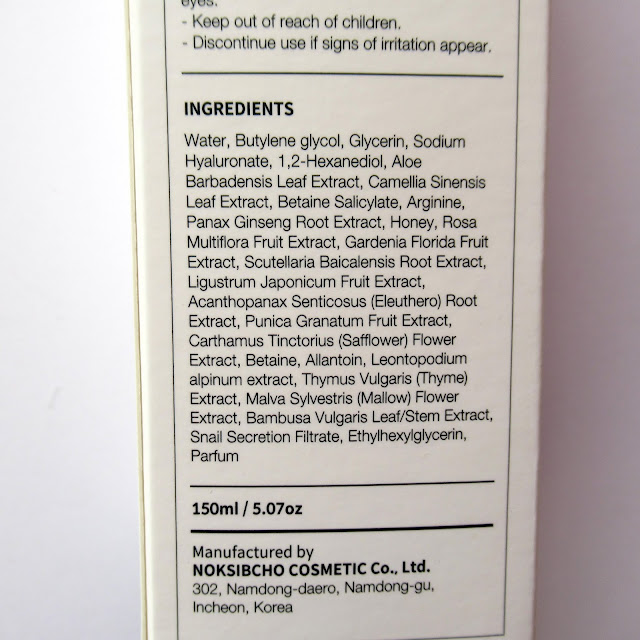 eyes.
- Keep out of reach of children.
- Discontinue use if signs of irritation appear.
INGREDIENTS
Water, Butylene glycol, Glycerin, Sodium
Hyaluronate, 1,2-Hexanediol, Aloe
Barbadensis Leaf Extract, Camellia Sinensis
Leaf Extract, Betaine Salicylate, Arginine,
Panax Ginseng Root Extract, Honey, Rosa
Multiflora Fruit Extract, Gardenia Florida Fruit
Extract, Scutellaria Baicalensis Root Extract,
Ligustrum Japonicum Fruit Extract,
Acanthopanax Senticosus (Eleuthero) Root
Extract, Punica Granatum Fruit Extract,
Carthamus Tinctorius (Safflower) Flower
Extract, Betaine, Allantoin, Leontopodium
alpinum extract, Thymus Vulgaris (Thyme)
Extract, Malva Sylvestris (Mallow) Flower
Extract, Bambusa Vulgaris Leaf/Stem Extract,
Snail Secretion Filtrate, Ethylhexylglycerin,
Parfum
150ml / 5.07oz
Manufactured by
NOKSIBCHO COSMETIC Co., Ltd.
302, Namdong-daero, Namdong-gu,
Incheon, Korea